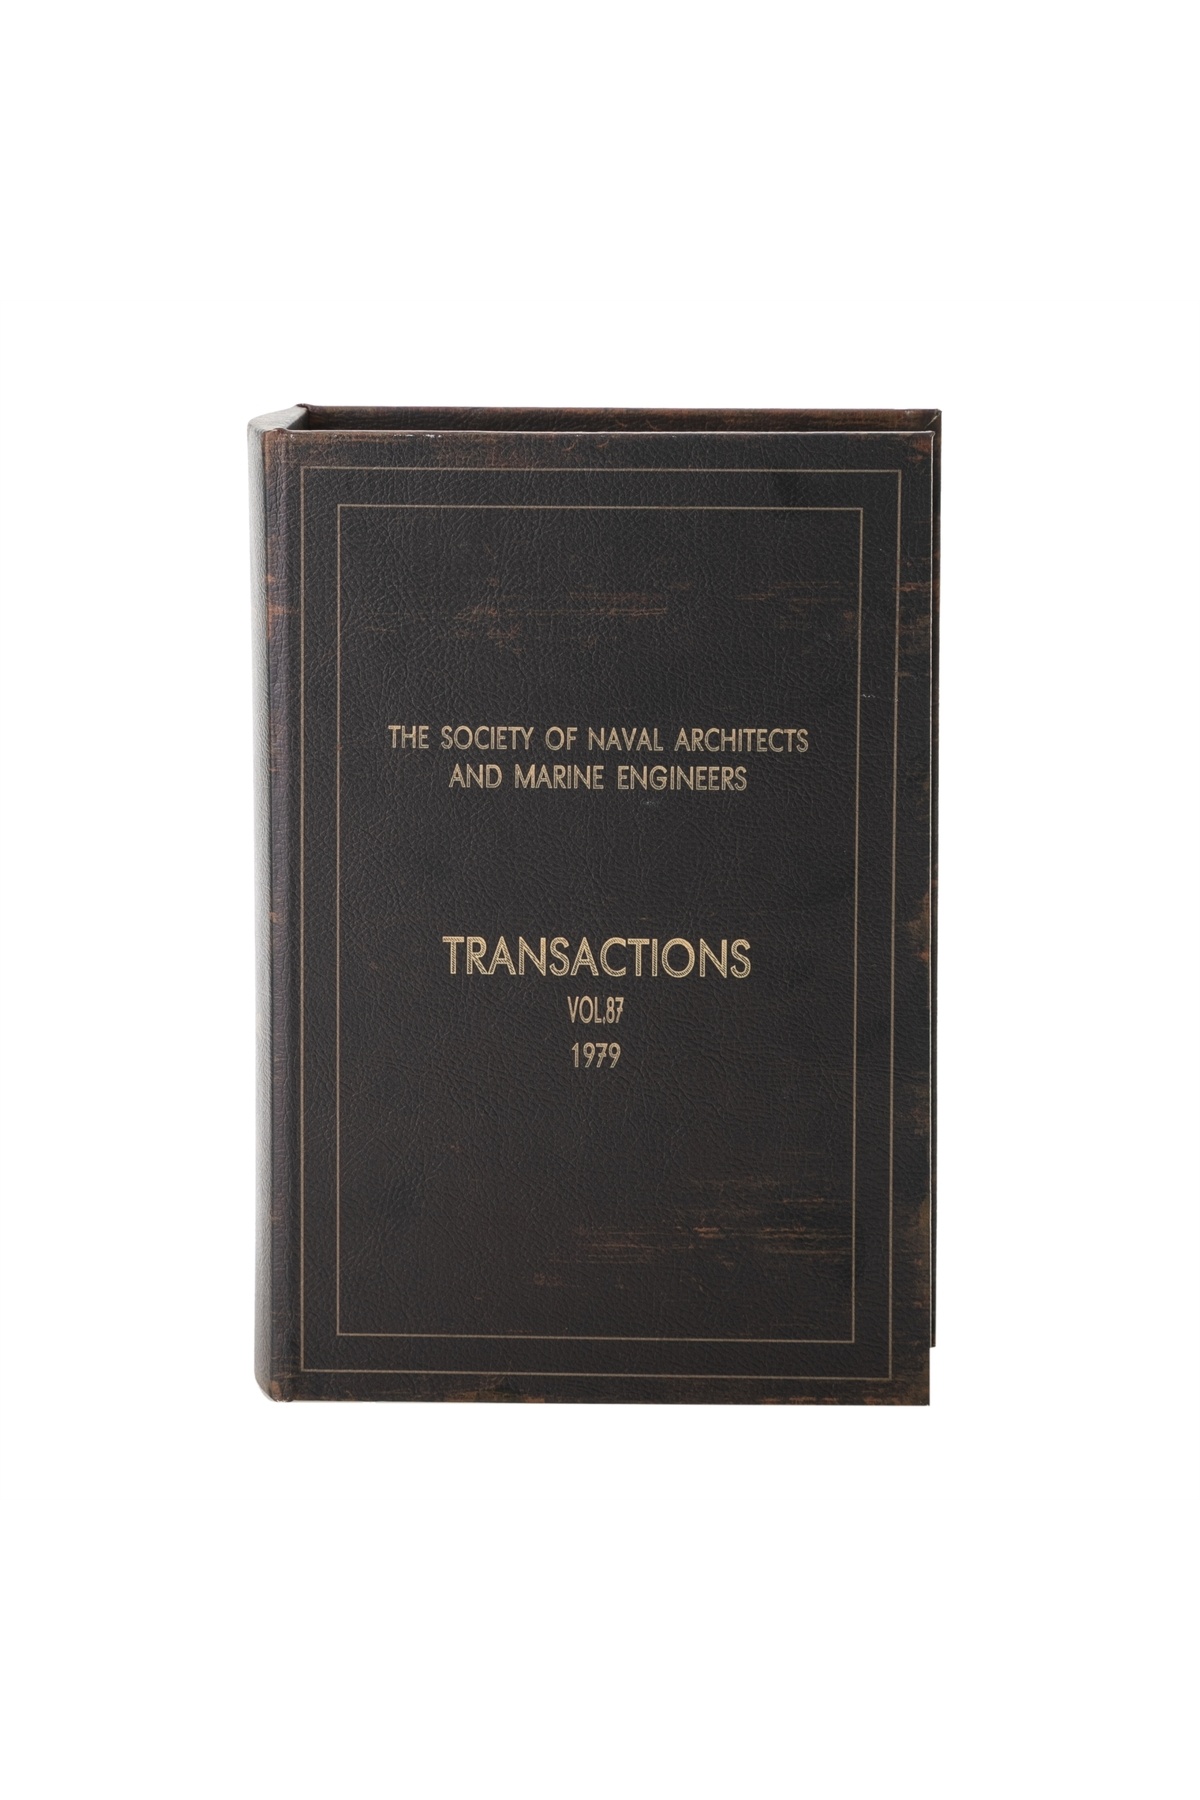 THE SOCIETY OF NAVAL ARCHITECTS
AND MARINE ENGINEERS
TRANSACTIONS
VOL.87
1979